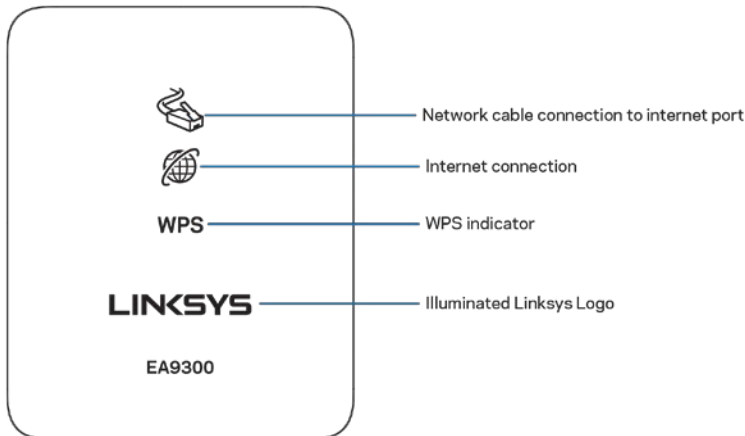 Network cable connection to internet port
Internet connection
WPS WPS indicator
LINKSYS Illuminated Linksys Logo
EA9300